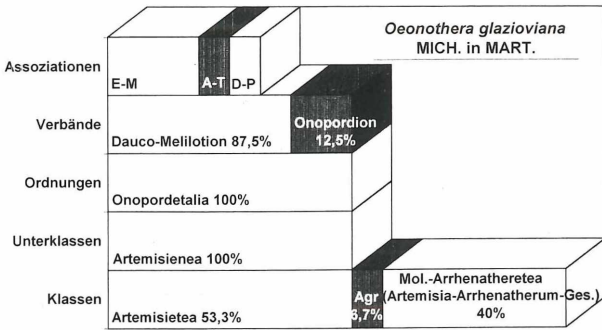 Oeonothera glazioviana
MICH. in MART.
Assoziationen
E-M A-T D-P
Verbände
Dauco-Melilotion 87,5%
Onopordion
12,5%
Ordnungen
Onopordetalia 100%
Unterklassen
Artemisienea 100%
Klassen
Artemisietea 53,3%
Agr
6,7%
Mol.-Arrhenatheretea
(Artemisia-Arrhenatherum-Ges.)
40%